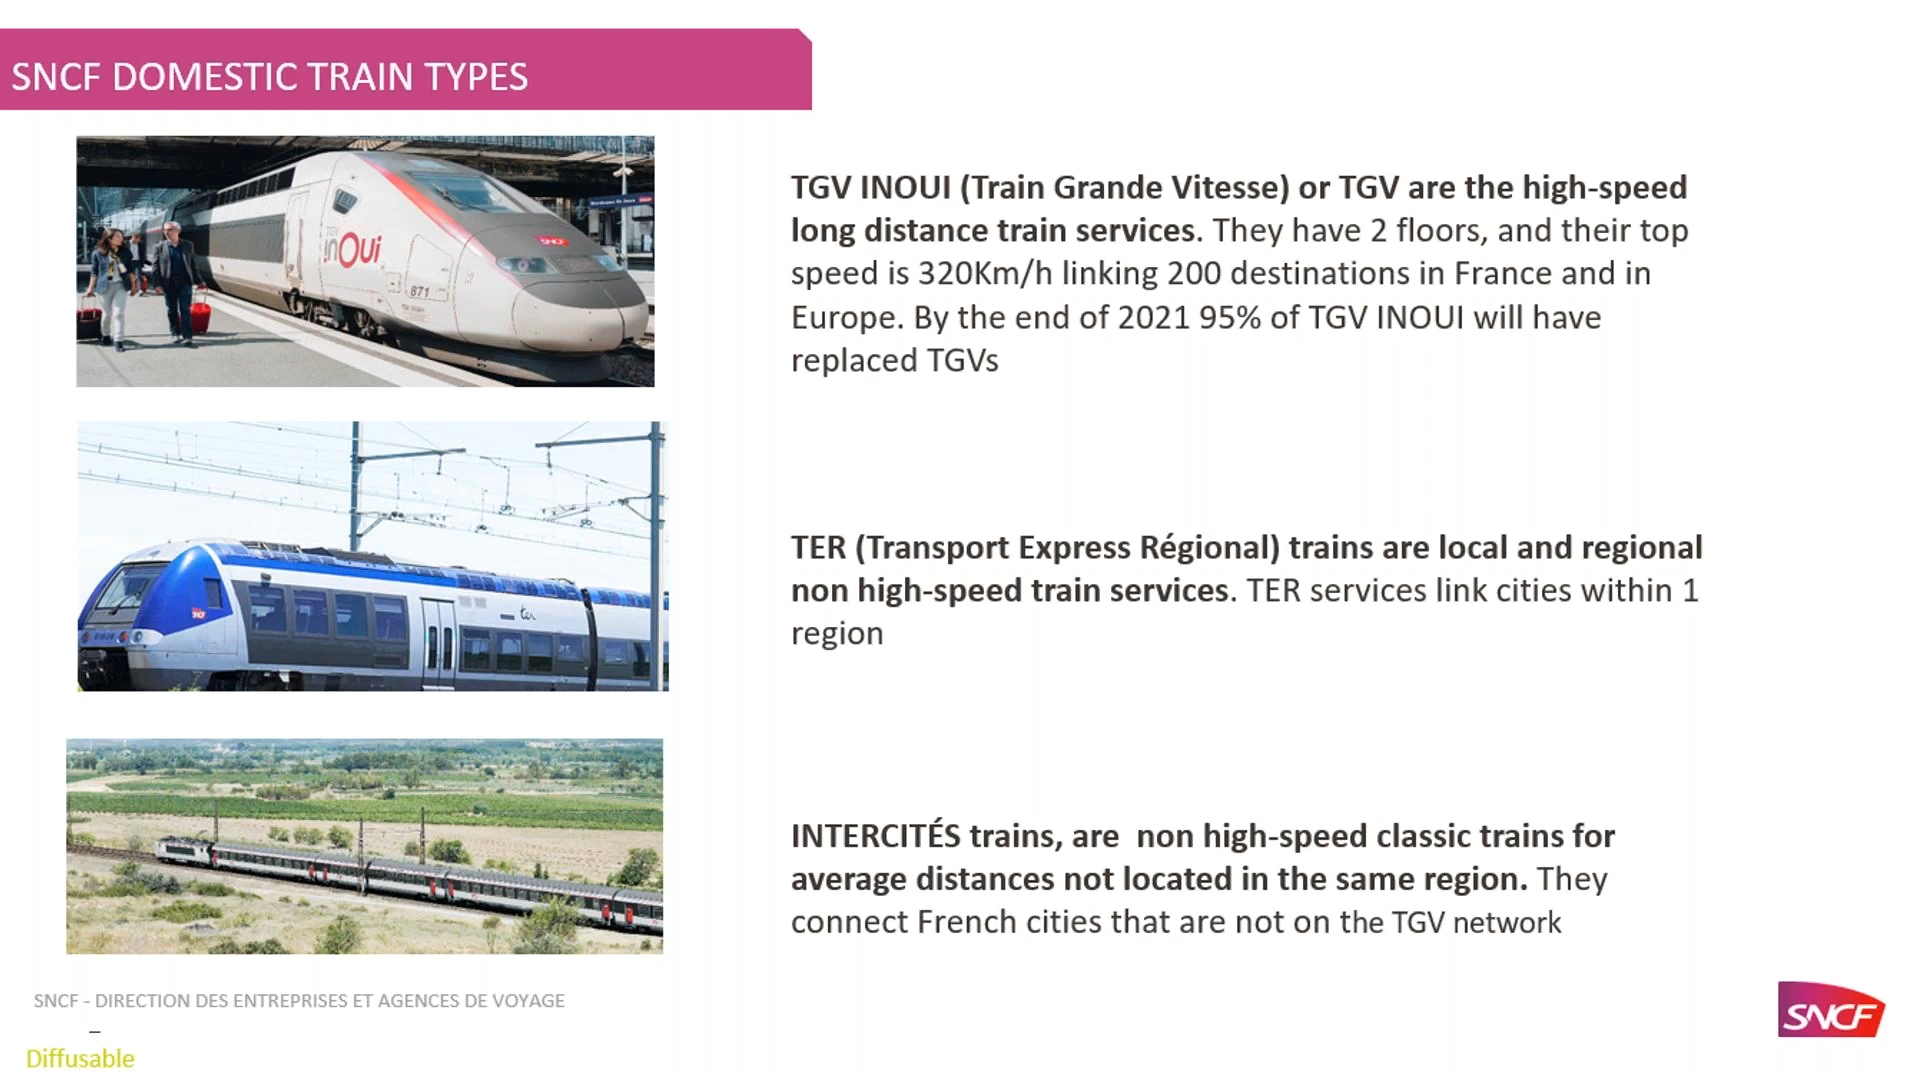 SNCF DOMESTIC TRAIN TYPES
TGV
inOui
SNCF
871
TGV INOUI (Train Grande Vitesse) or TGV are the high-speed
long distance train services. They have 2 floors, and their top
speed is 320Km/h linking 200 destinations in France and in
Europe. By the end of 2021 95% of TGV INOUI will have
replaced TGVs
ter
TER (Transport Express Régional) trains are local and regional
non high-speed train services. TER services link cities within 1
region
INTERCITÉS trains, are  non high-speed classic trains for
average distances not located in the same region. They
connect French cities that are not on the TGV network
SNCF - DIRECTION DES ENTREPRISES ET AGENCES DE VOYAGE
–
Diffusable
SNCF